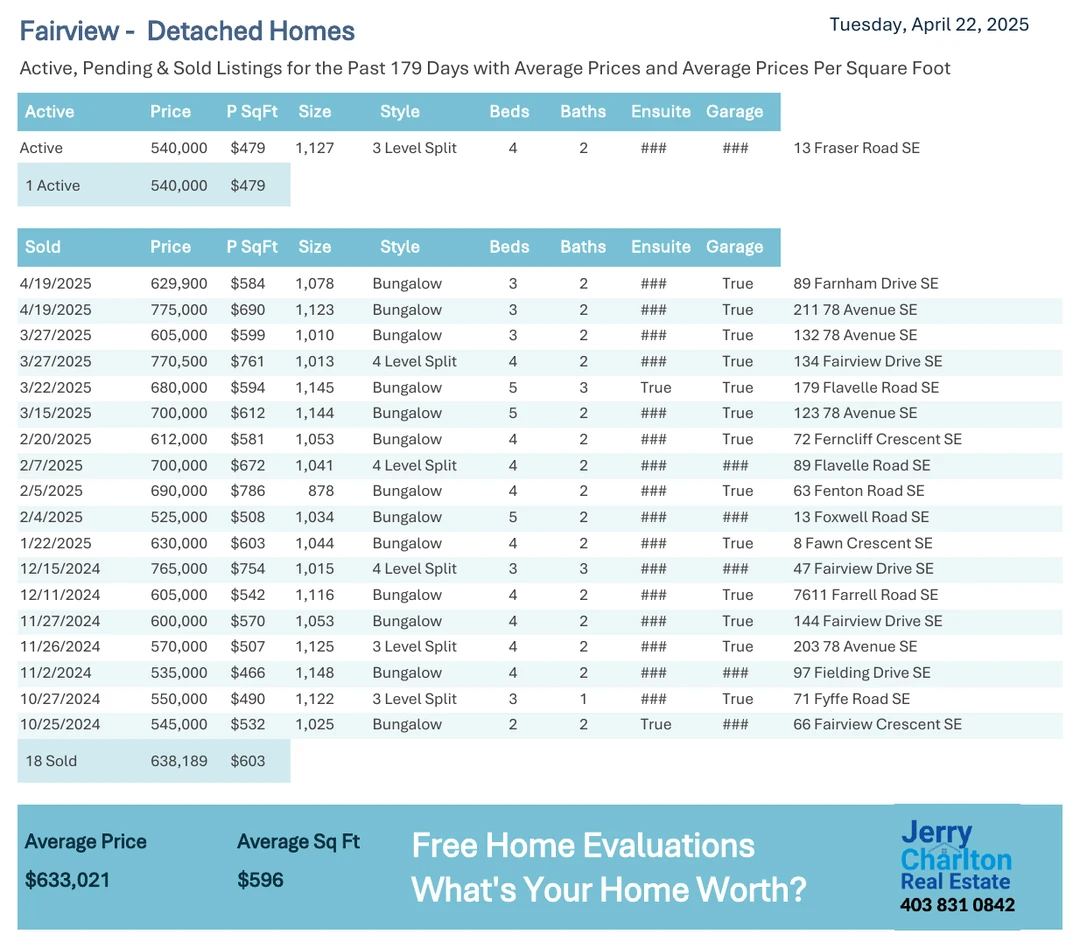 Fairview - Detached Homes
Tuesday, April 22, 2025
Active, Pending & Sold Listings for the Past 179 Days with Average Prices and Average Prices Per Square Foot
Active Price P SqFt Size Style Beds Baths Ensuite Garage
Active 540,000 $479 1,127 3 Level Split 4 2 ### ### 13 Fraser Road SE
1 Active 540,000 $479
Sold Price P SqFt Size Style Beds Baths Ensuite Garage
4/19/2025 629,900 $584 1,078 Bungalow 3 2 ### True 89 Farnham Drive SE
4/19/2025 775,000 $690 1,123 Bungalow 3 2 ### True 211 78 Avenue SE
3/27/2025 605,000 $599 1,010 Bungalow 3 2 ### True 132 78 Avenue SE
3/27/2025 770,500 $761 1,013 4 Level Split 4 2 ### True 134 Fairview Drive SE
3/22/2025 680,000 $594 1,145 Bungalow 5 3 True True 179 Flavelle Road SE
3/15/2025 700,000 $612 1,144 Bungalow 5 2 ### True 123 78 Avenue SE
2/20/2025 612,000 $581 1,053 Bungalow 4 2 ### True 72 Ferncliff Crescent SE
2/7/2025 700,000 $672 1,041 4 Level Split 4 2 ### ### 89 Flavelle Road SE
2/5/2025 690,000 $786 878 Bungalow 4 2 ### True 63 Fenton Road SE
2/4/2025 525,000 $508 1,034 Bungalow 5 2 ### ### 13 Foxwell Road SE
1/22/2025 630,000 $603 1,044 Bungalow 4 2 ### True 8 Fawn Crescent SE
12/15/2024 765,000 $754 1,015 4 Level Split 3 3 ### ### 47 Fairview Drive SE
12/11/2024 605,000 $542 1,116 Bungalow 4 2 ### True 7611 Farrell Road SE
11/27/2024 600,000 $570 1,053 Bungalow 4 2 ### True 144 Fairview Drive SE
11/26/2024 570,000 $507 1,125 3 Level Split 4 2 ### True 203 78 Avenue SE
11/2/2024 535,000 $466 1,148 Bungalow 4 2 ### ### 97 Fielding Drive SE
10/27/2024 550,000 $490 1,122 3 Level Split 3 1 ### True 71 Fyffe Road SE
10/25/2024 545,000 $532 1,025 Bungalow 2 2 True ### 66 Fairview Crescent SE
18 Sold 638,189 $603
Average Price Average Sq Ft
$633,021 $596
Free Home Evaluations
What's Your Home Worth?
Jerry
Charlton
Real Estate
403 831 0842